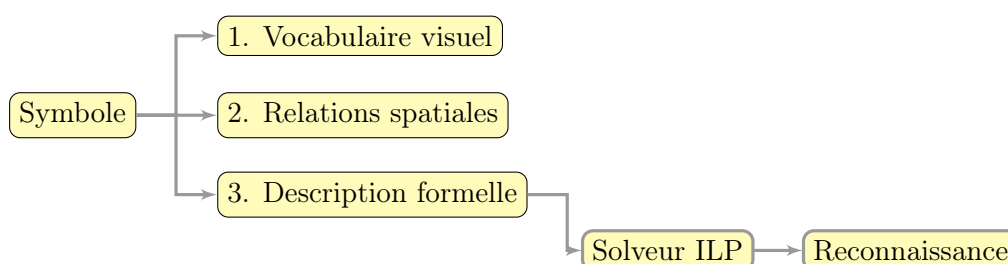 1. Vocabulaire visuel
Symbole
2. Relations spatiales
3. Description formelle
Solveur ILP
Reconnaissance